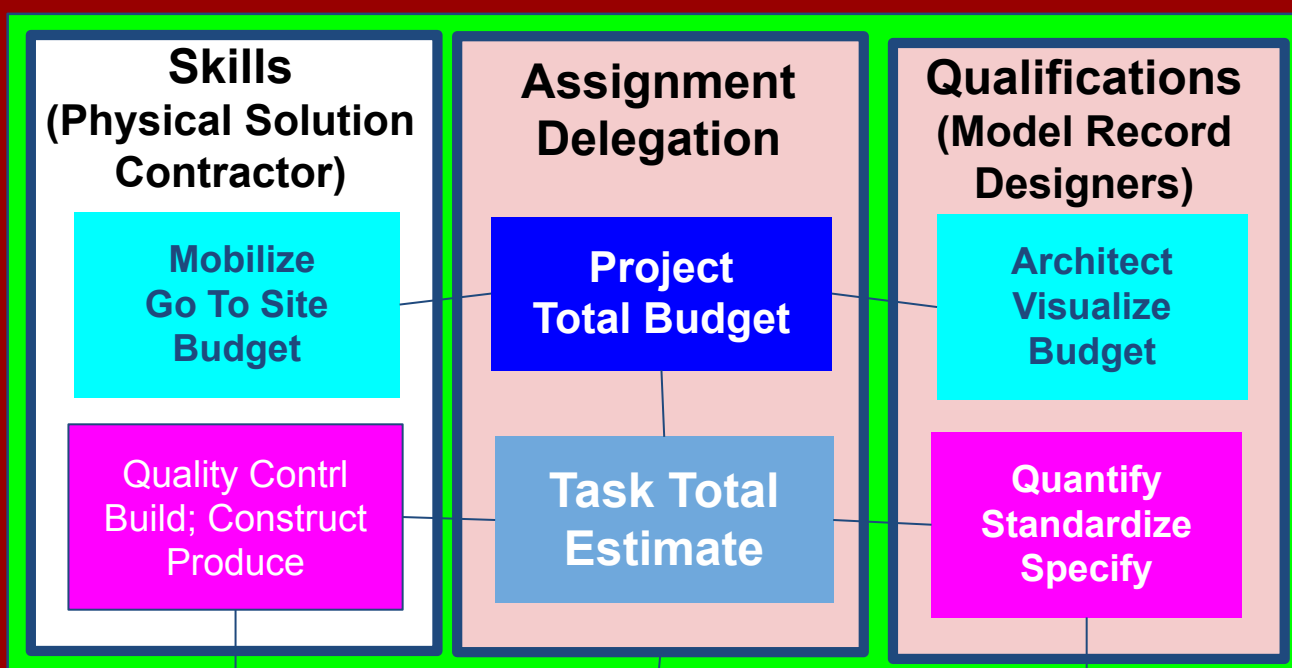 Skills
(Physical Solution
Contractor)
Mobilize
Go To Site
Budget
Quality Contrl
Build; Construct
Produce
Assignment
Delegation
Project
Total Budget
Task Total
Estimate
Qualifications
(Model Record
Designers)
Architect
Visualize
Budget
Quantify
Standardize
Specify